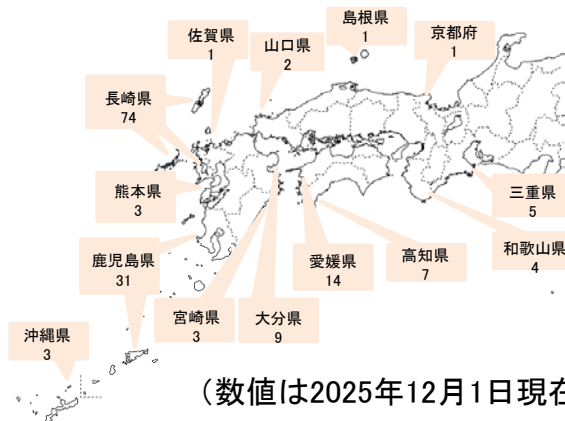 島根県
1
京都府
1
佐賀県
1
山口県
2
長崎県
74
熊本県
3
三重県
5
鹿児島県
31
愛媛県
14
高知県
7
和歌山県
4
宮崎県
3
大分県
9
沖縄県
3
（数値は2025年12月1日現在